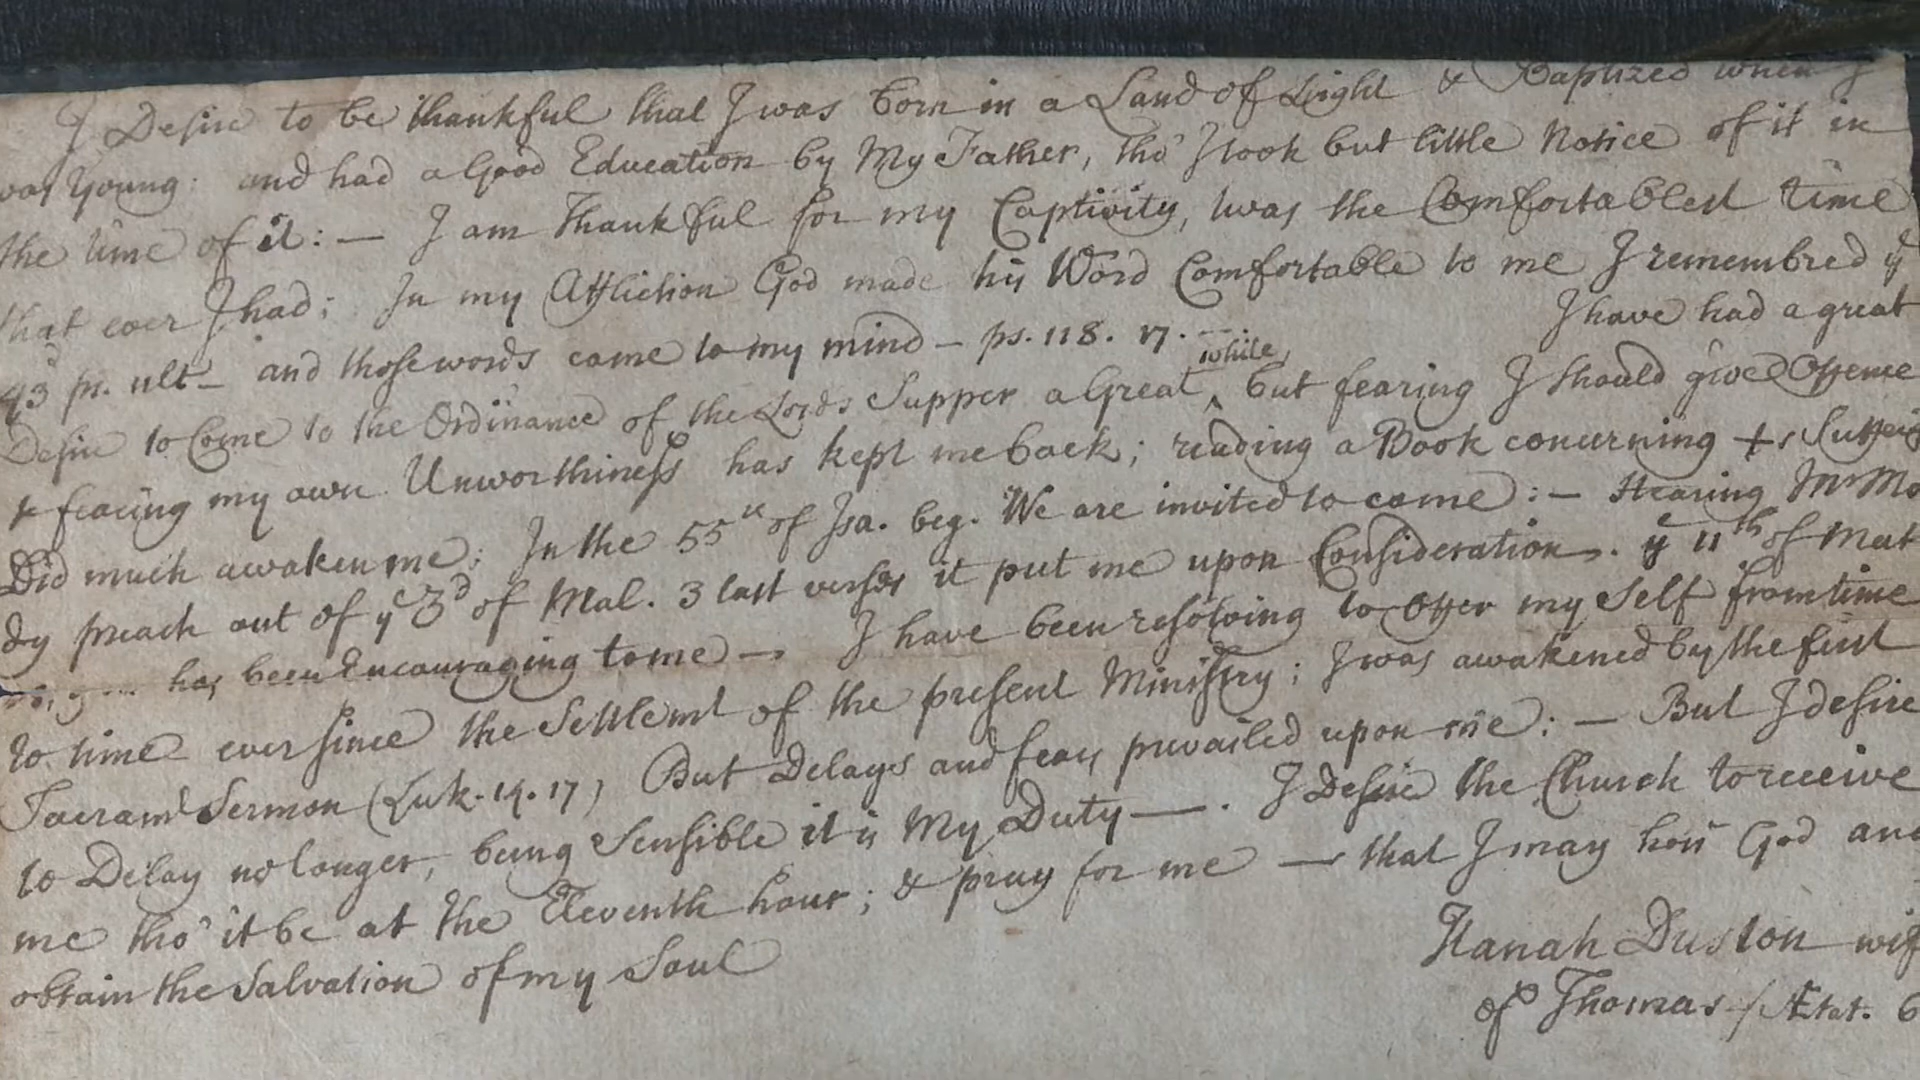 I Desire to be thankful that I was born in a Land of Light & Baptized when I
was Young: and had a Good Education by My Father, tho' I took but little Notice of it in
the time of it: — I am Thankful for my Captivity, twas the Comfortablest time
that ever I had; In my Affliction God made his Word Comfortable to me I remembred yᵉ
43ᵈ ps. ult — and those words came to my mind — ps. 118. 17. — I have had a great
Desire to Come to the Ordinance of the Lords Supper a Great while, but fearing I should give Offence
& fearing my own Unworthiness has kept me back; reading a Book concerning +s Suffering
Did much awaken me; In the 55th of Isa. beg. We are invited to come: — Hearing Mr Mo
dy preach out of yᵉ 3ᵈ of Mal. 3 last verses it put me upon Consideration. yᵉ 11th of Mat
has been Encouraging to me — I have been resolving to Offer my Self from time
to time ever since the Settlemt of the present Ministry; I was awakened by the first
Sacramt Sermon (Luk. 14. 17) But Delays and fears prevailed upon me: — But I desire
to Delay no longer, being Sensible it is My Duty —. I Desire the Church to receive
me tho' it be at the Eleventh hour; & pray for me — that I may hon̄ God and
obtain the Salvation of my Soul
Hanah Duston wif
of Thomas / Ætat. 6